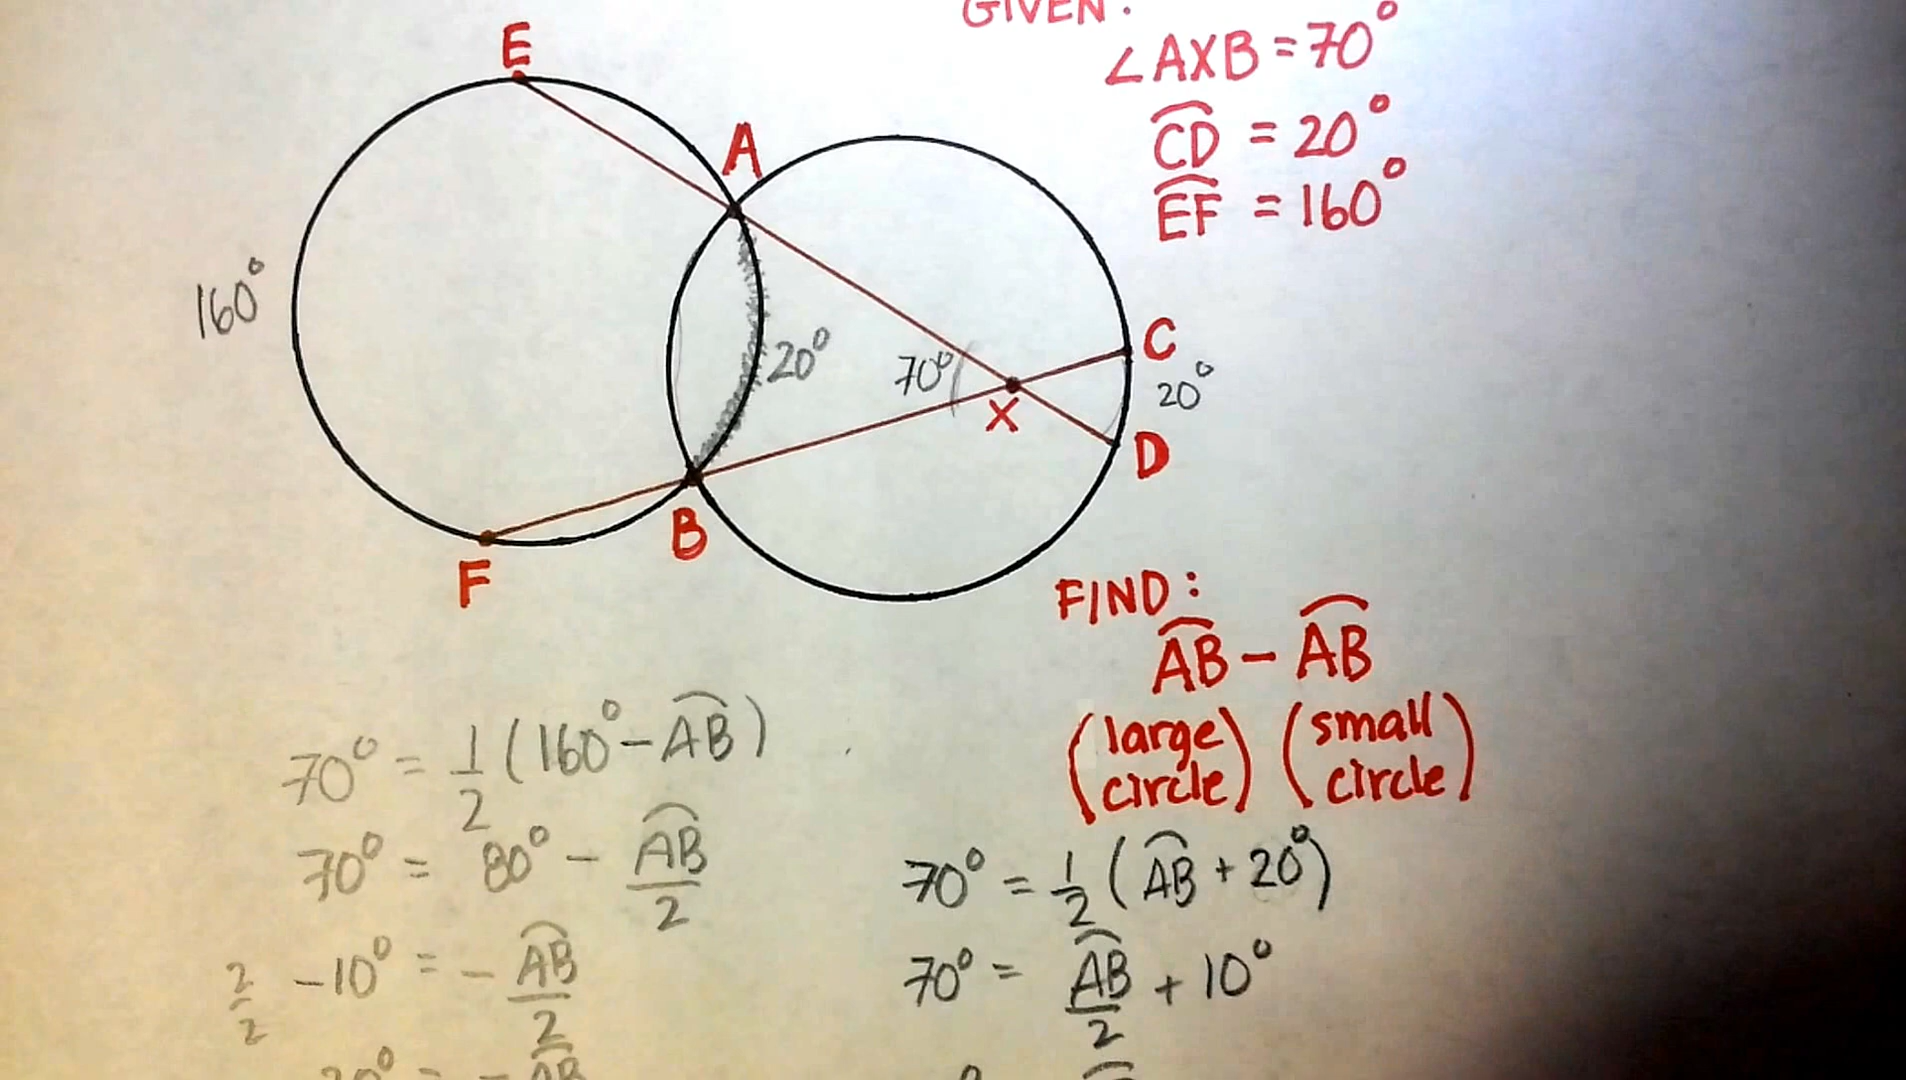 GIVEN:
∠AXB = 70°
CD = 20°
EF = 160°
E
A
160°
20°
70°
X
C
20°
D
B
F
FIND:
AB - AB
(large circle) (small circle)
70° = 1/2 (160° - AB)
70° = 80° - AB/2
2/2 -10° = - AB/2
70° = 1/2 (AB + 20°)
70° = AB/2 + 10°